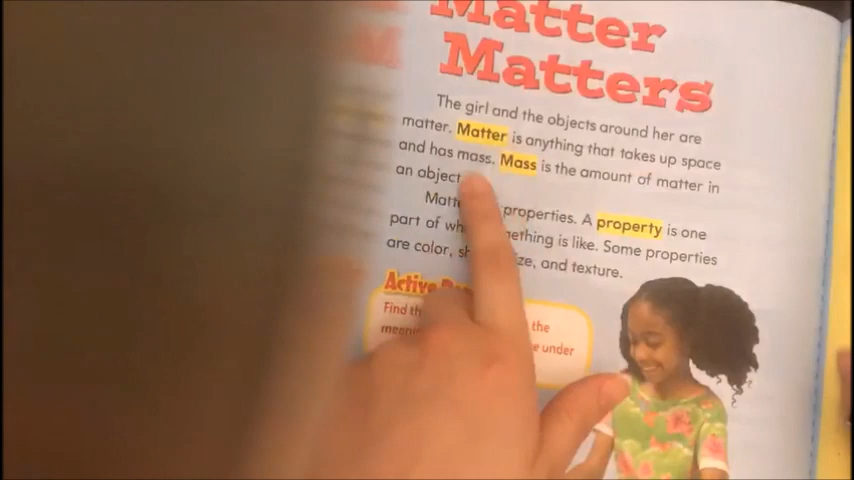 Matter
Matters
The girl and the objects around her are
matter. Matter is anything that takes up space
and has mass. Mass is the amount of matter in
an object
properties. A property is one
part of something is like. Some properties
are color, size, and texture.
Active
Find the
the
under